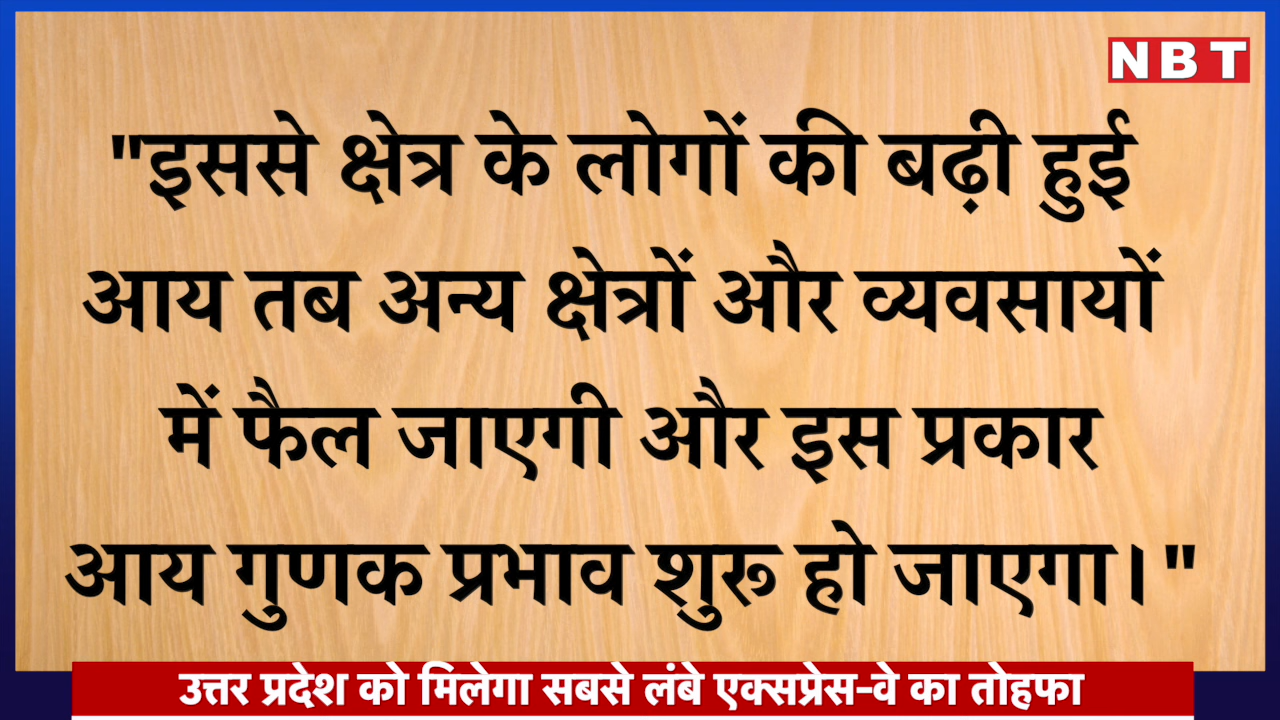 NBT
"इससे क्षेत्र के लोगों की बढ़ी हुई
आय तब अन्य क्षेत्रों और व्यवसायों
में फैल जाएगी और इस प्रकार
आय गुणक प्रभाव शुरू हो जाएगा।"
उत्तर प्रदेश को मिलेगा सबसे लंबे एक्सप्रेस-वे का तोहफा